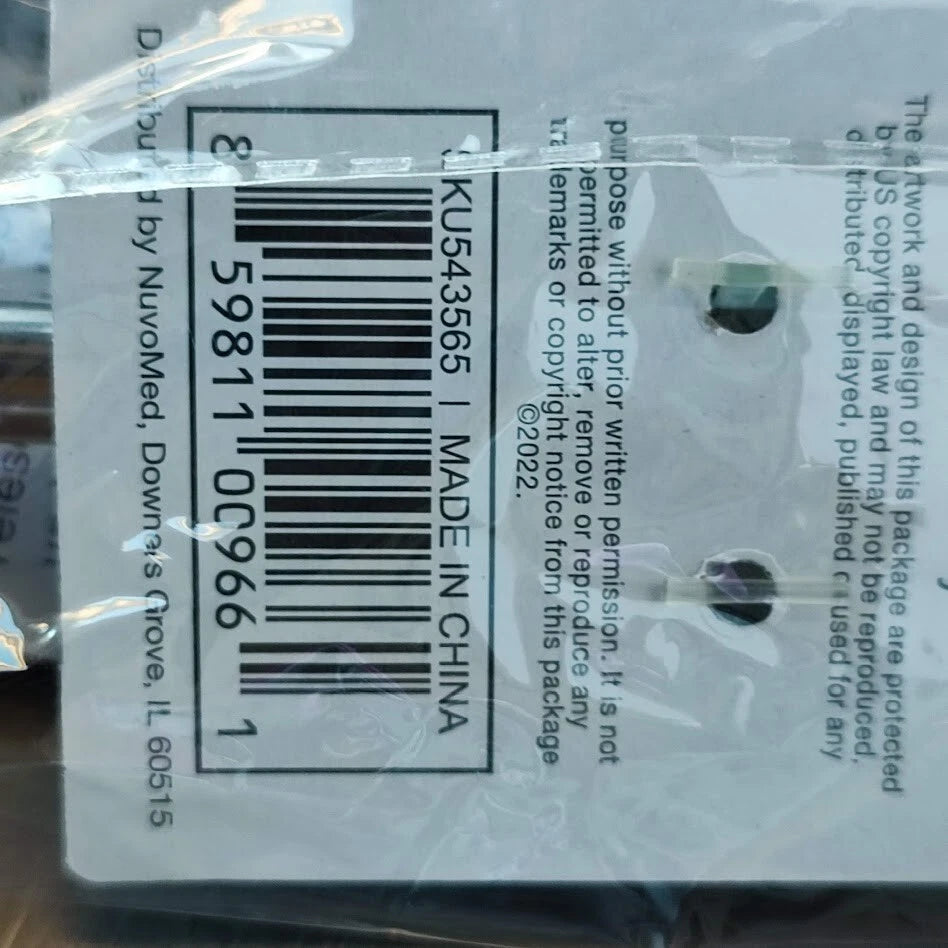 The artwork and design of this package are protected
by US copyright law and may not be reproduced,
distributed, displayed, published or used for any
purpose without prior written permission. It is not
permitted to alter, remove or reproduce any
trademarks or copyright notice from this package
©2022.
SKU543565 | MADE IN CHINA
8 59811 00966 1
Distributed by NuvoMed, Downers Grove, IL 60515